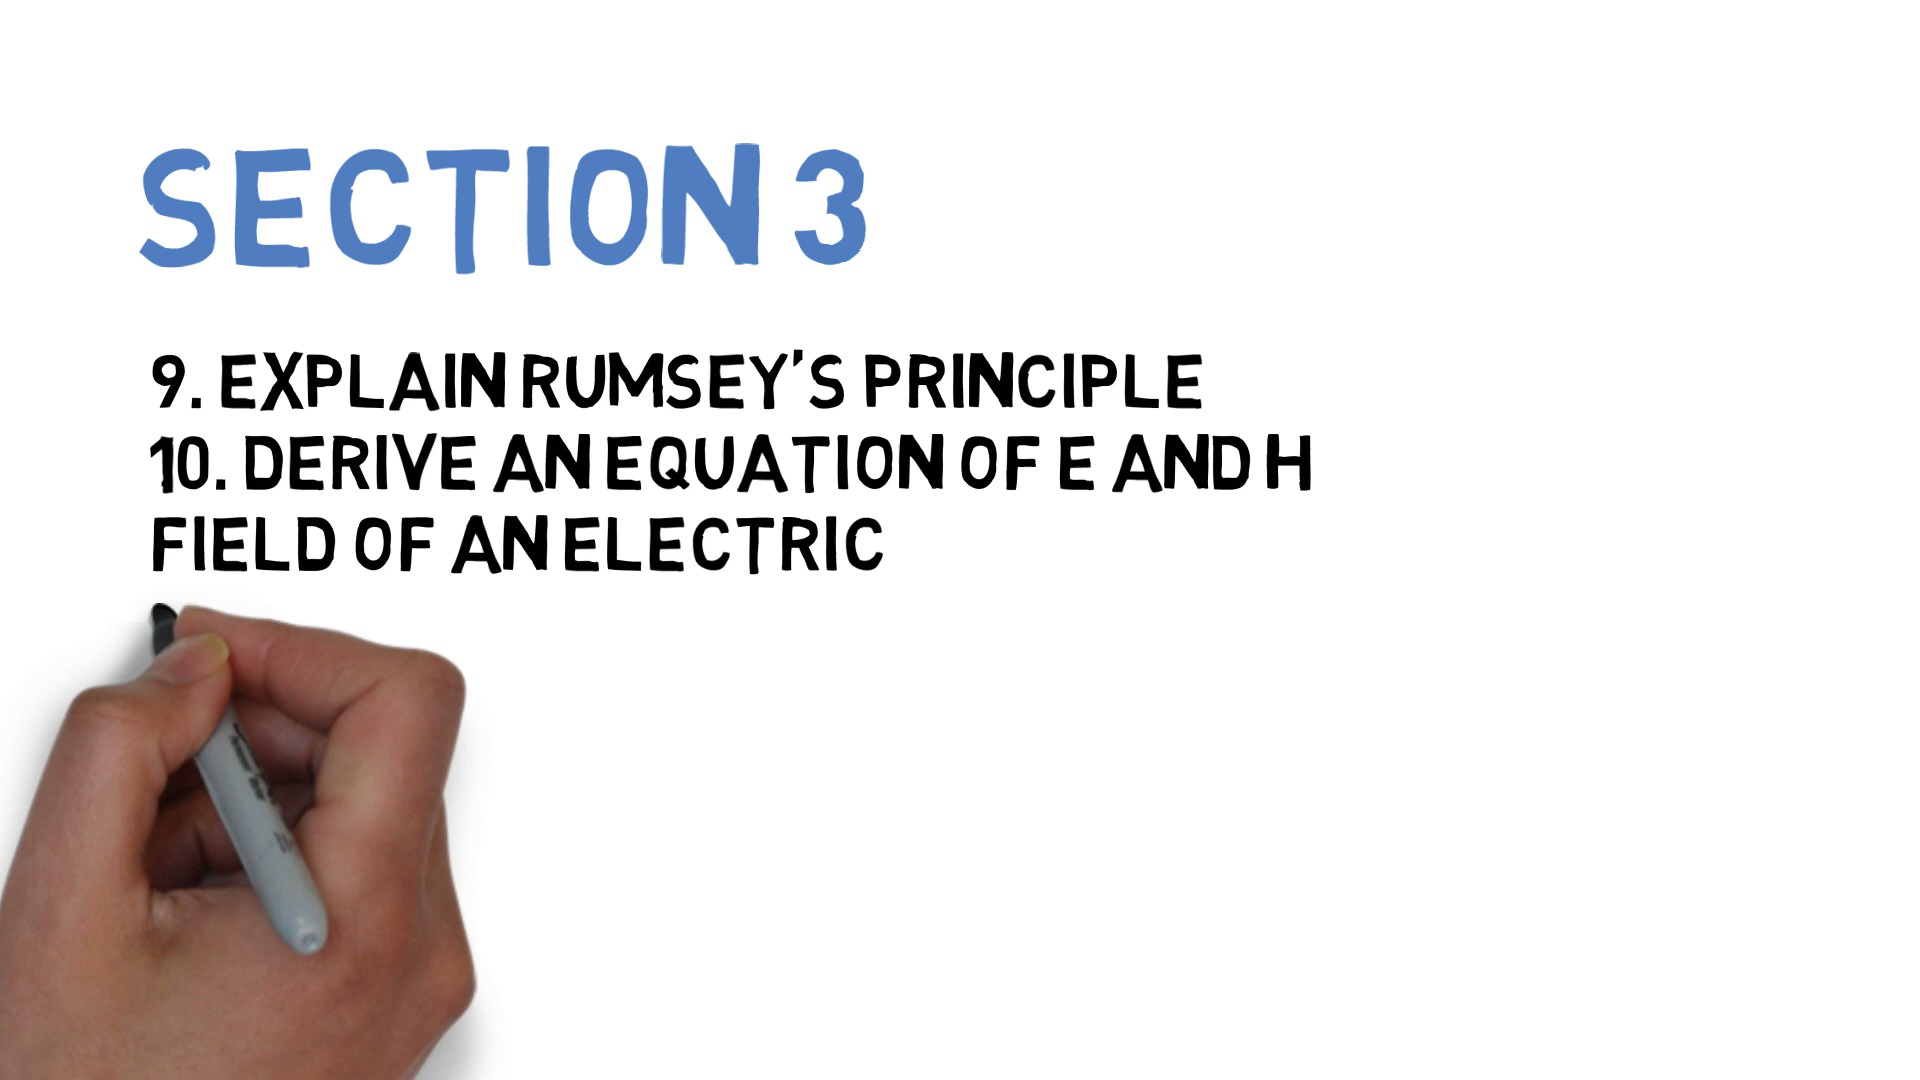 SECTION 3
9. EXPLAIN RUMSEY'S PRINCIPLE
10. DERIVE AN EQUATION OF E AND H
FIELD OF AN ELECTRIC